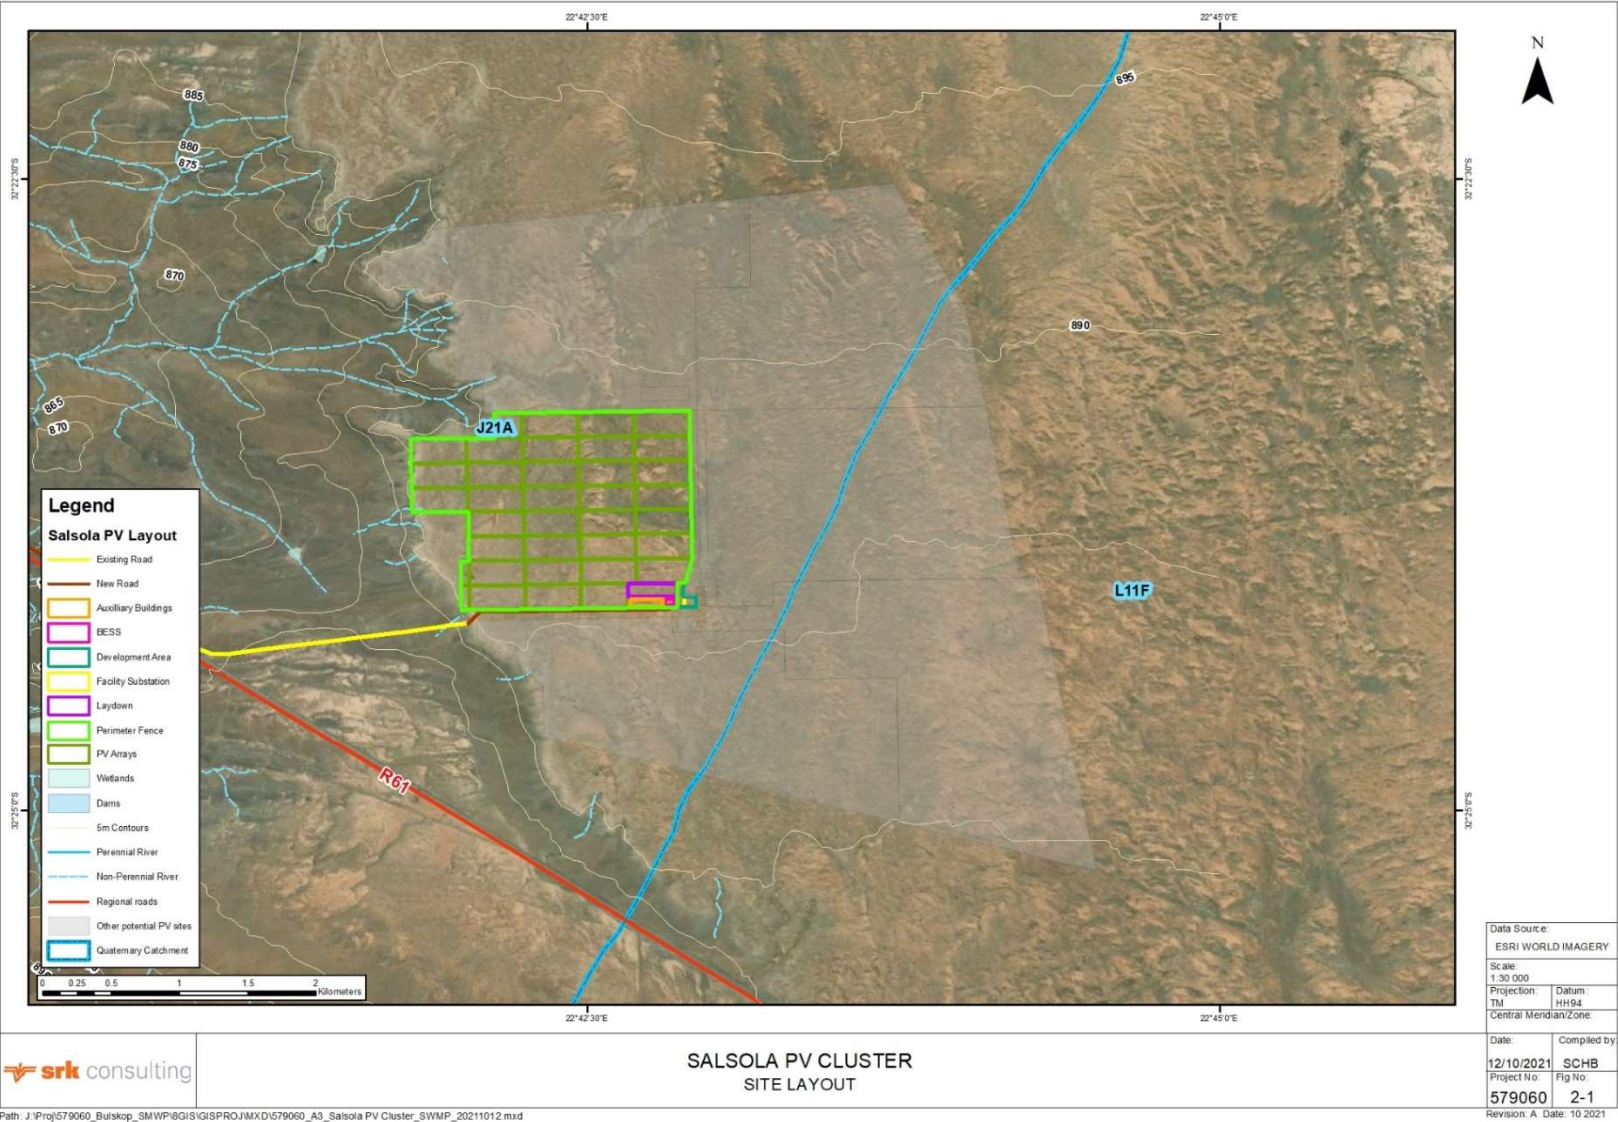 22°42'30"E
22°45'0"E
N
895
885
880
875
32°22'30"S
32°22'30"S
870
890
865
870
J21A
L11F
R61
Legend
Salsola PV Layout
Existing Road
New Road
Auxilliary Buildings
BESS
Development Area
Facility Substation
Laydown
Perimeter Fence
PV Arrays
Wetlands
Dams
5m Contours
Perennial River
Non-Perennial River
Regional roads
Other potential PV sites
Quaternary Catchment
32°25'0"S
32°25'0"S
0 0.25 0.5 1 1.5 2
Kilometers
22°42'30"E
22°45'0"E
Data Source:
ESRI WORLD IMAGERY
Scale:
1:30 000
Projection: Datum:
TM HH94
Central Meridian/Zone:
Date: Compiled by:
12/10/2021 SCHB
Project No: Fig No:
579060 2-1
Revision: A Date: 10 2021
srk consulting
SALSOLA PV CLUSTER
SITE LAYOUT
Path: J:\Proj\579060_Bulskop_SMWP\8GIS\GISPROJ\MXD\579060_A3_Salsola PV Cluster_SWMP_20211012.mxd